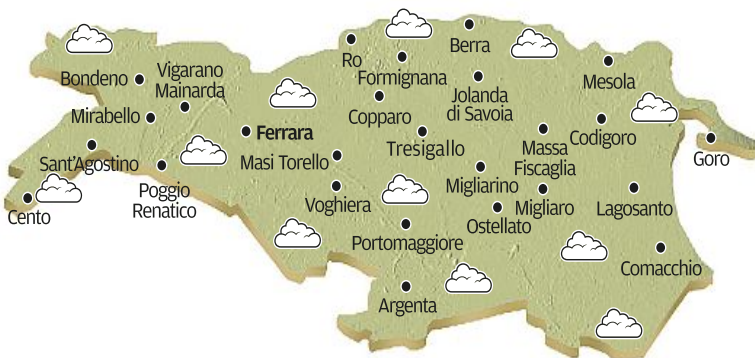 Berra
Ro
Formignana
Mesola
Vigarano
Mainarda
Bondeno
Jolanda
di Savoia
Mirabello
Copparo
Codigoro
Ferrara
Tresigallo
Massa
Fiscaglia
Goro
Sant'Agostino
Masi Torello
Poggio
Renatico
Migliarino
Cento
Voghiera
Migliaro
Lagosanto
Ostellato
Portomaggiore
Comacchio
Argenta